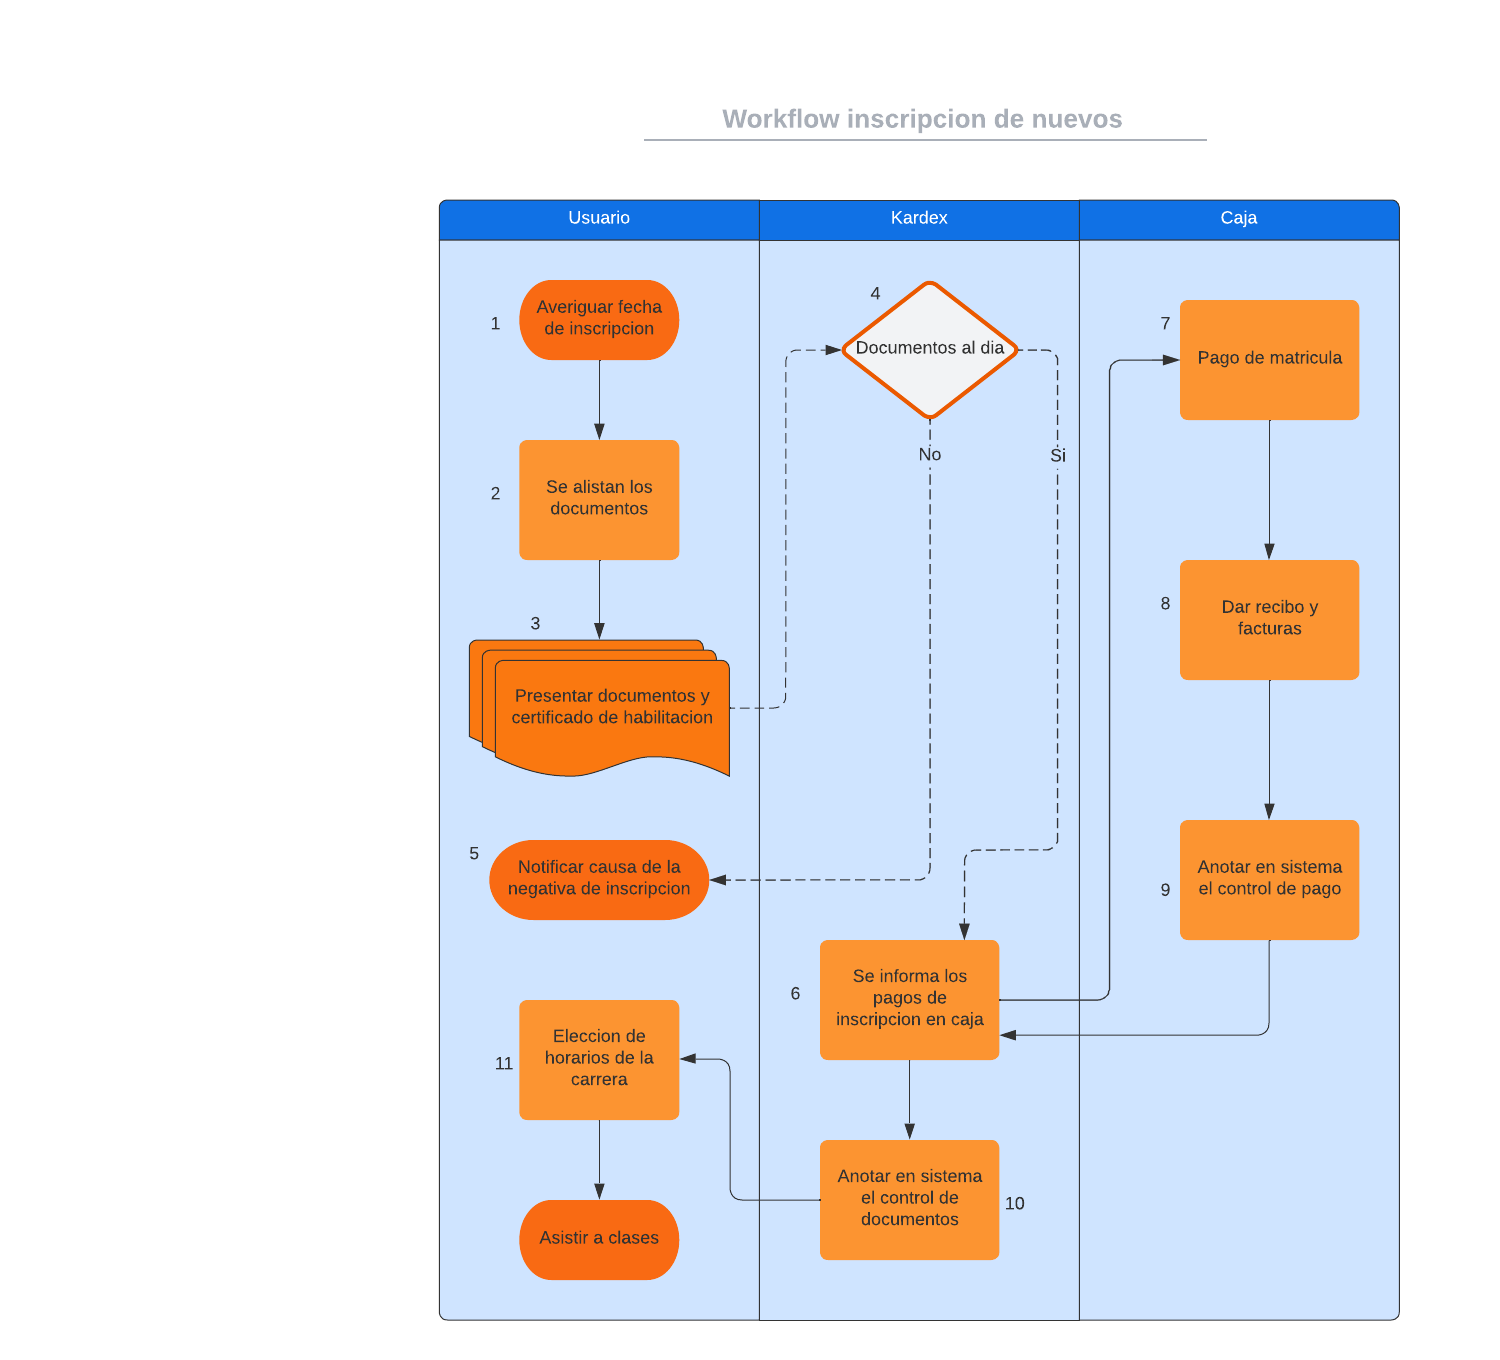 Workflow inscripcion de nuevos
Usuario
Kardex
Caja
1
Averiguar fecha
de inscripcion
2
Se alistan los
documentos
3
Presentar documentos y
certificado de habilitacion
4
Documentos al dia
No
Si
5
Notificar causa de la
negativa de inscripcion
6
Se informa los
pagos de
inscripcion en caja
7
Pago de matricula
8
Dar recibo y
facturas
9
Anotar en sistema
el control de pago
Anotar en sistema
el control de
documentos
10
11
Eleccion de
horarios de la
carrera
Asistir a clases